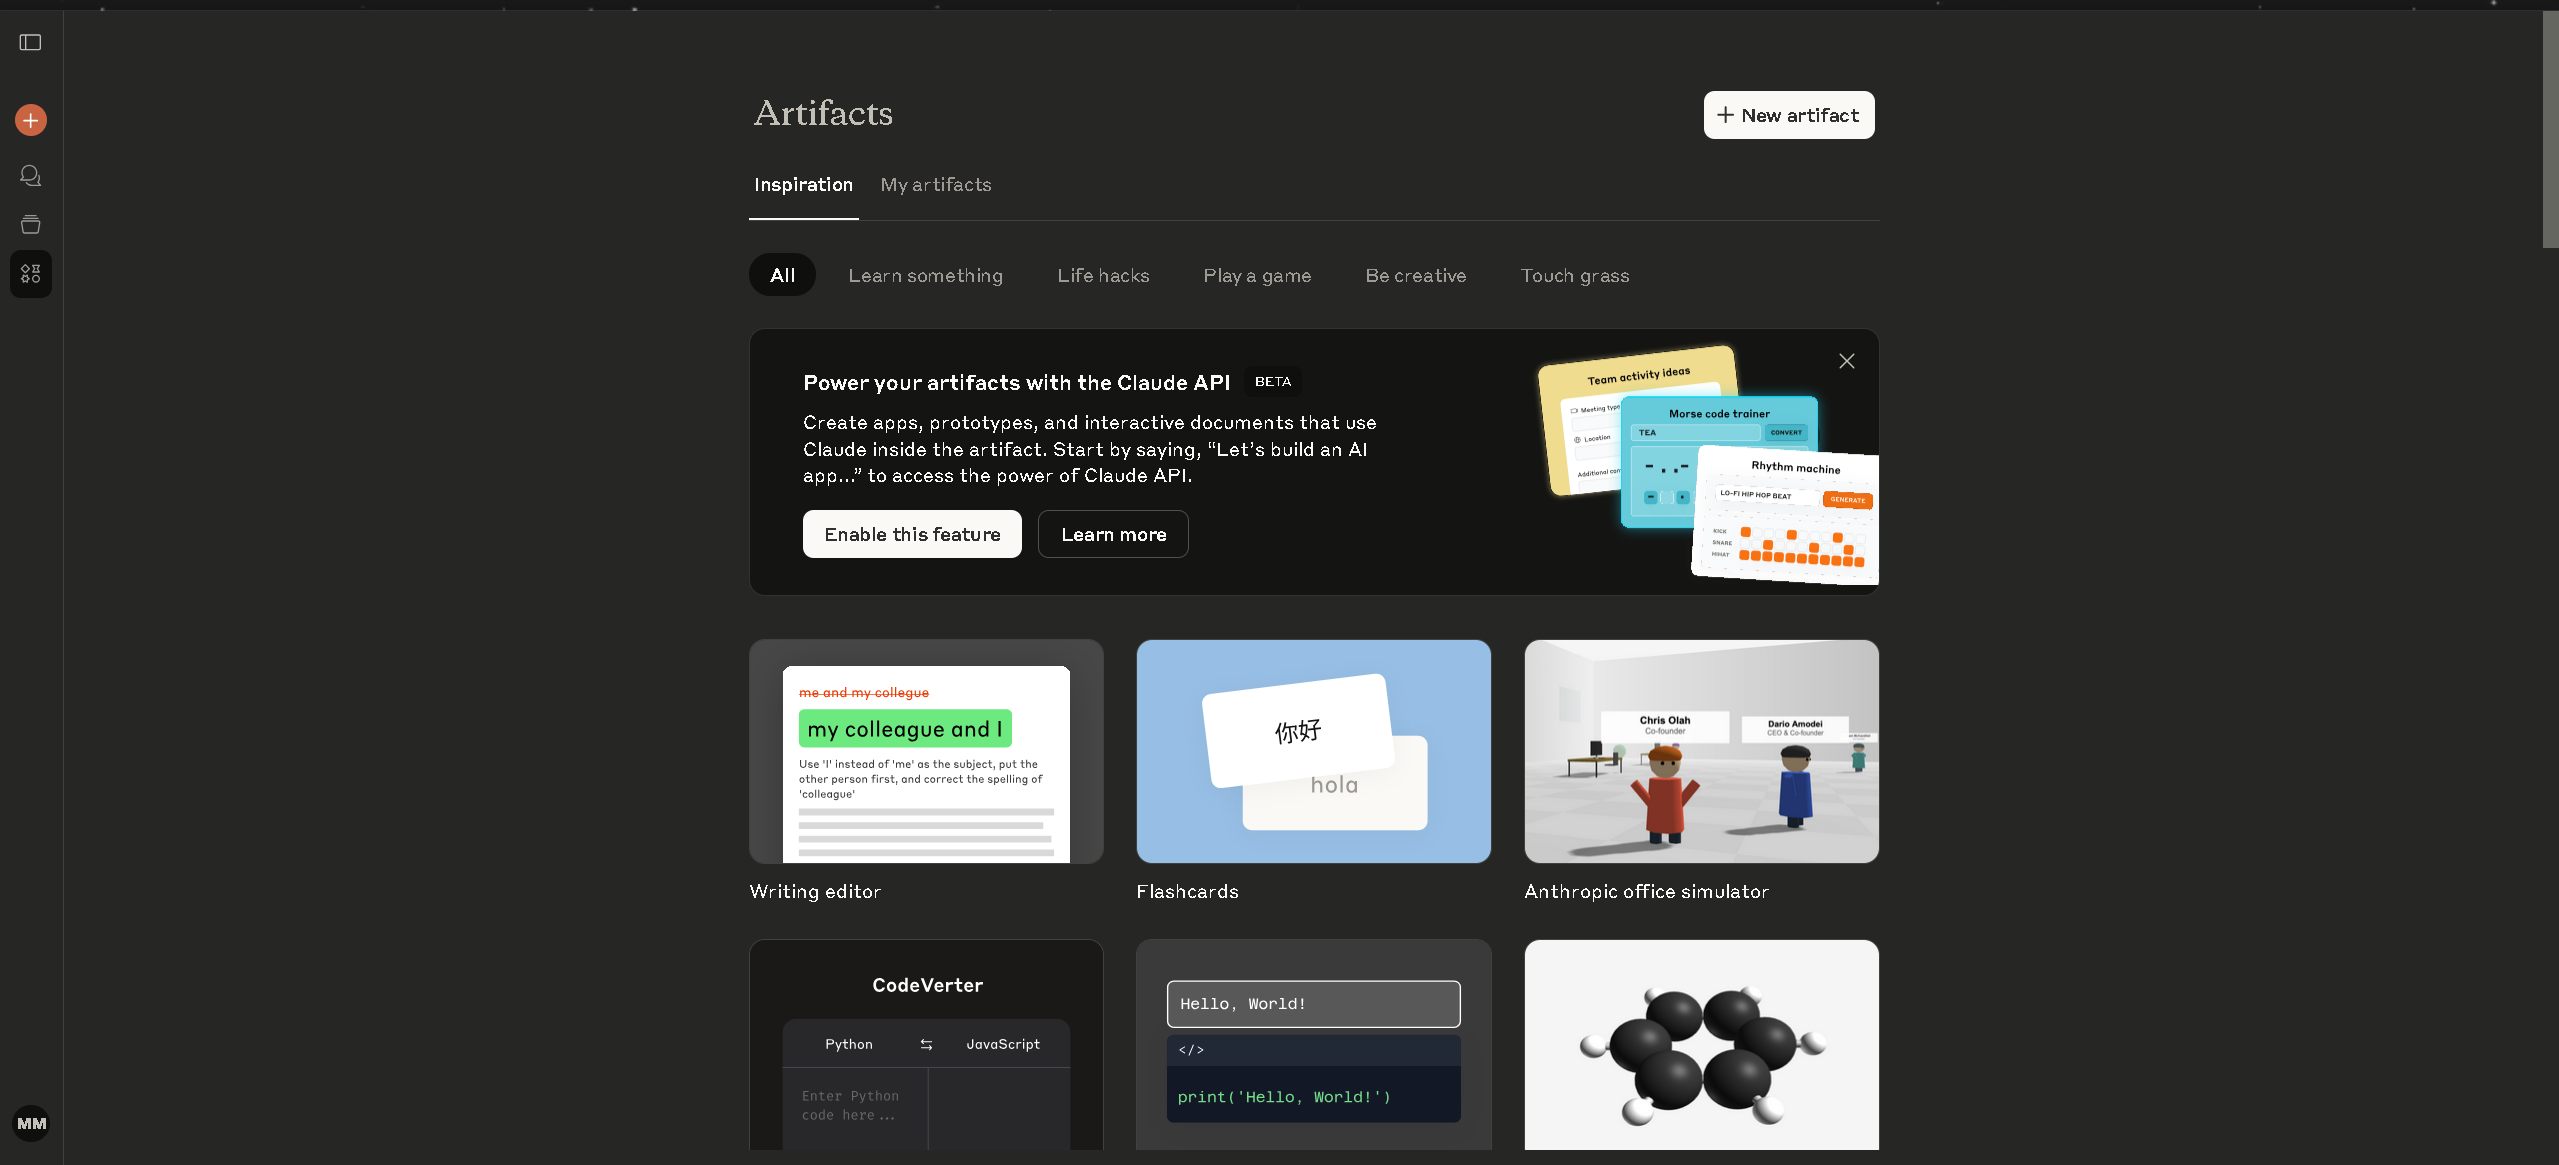 Artifacts
+ New artifact
Inspiration
My artifacts
All
Learn something
Life hacks
Play a game
Be creative
Touch grass
Power your artifacts with the Claude API
BETA
Create apps, prototypes, and interactive documents that use
Claude inside the artifact. Start by saying, “Let’s build an AI
app...” to access the power of Claude API.
Enable this feature
Learn more
Team activity ideas
Meeting type
Location
Additional con
Morse code trainer
TEA
CONVERT
Rhythm machine
LO-FI HIP HOP BEAT
GENERATE
KICK
SNARE
HIHAT
me and my collegue
my colleague and I
Use 'I' instead of 'me' as the subject, put the
other person first, and correct the spelling of
'colleague'
Writing editor
你好
hola
Flashcards
Chris Olah
Co-founder
Dario Amodei
CEO & Co-founder
Anthropic office simulator
CodeVerter
Python
JavaScript
Enter Python
code here...
Hello, World!
</>
print('Hello, World!')
MM